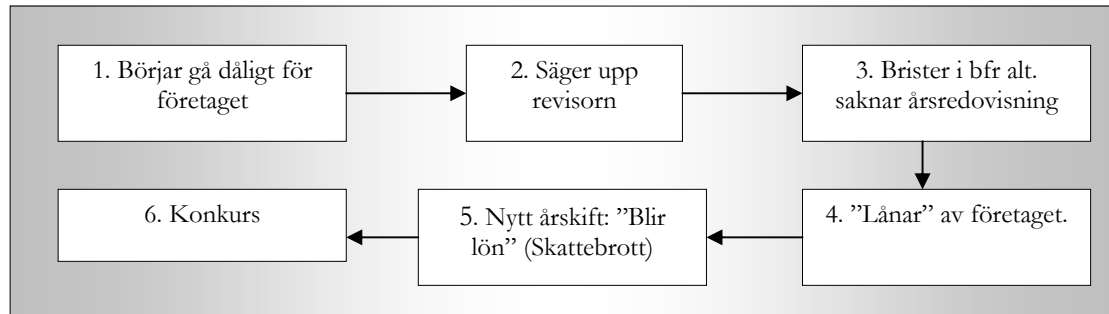 1. Börjar gå dåligt för
företaget
2. Säger upp
revisorn
3. Brister i bfr alt.
saknar årsredovisning
4. ”Lånar” av företaget.
5. Nytt årskift: ”Blir
lön” (Skattebrott)
6. Konkurs